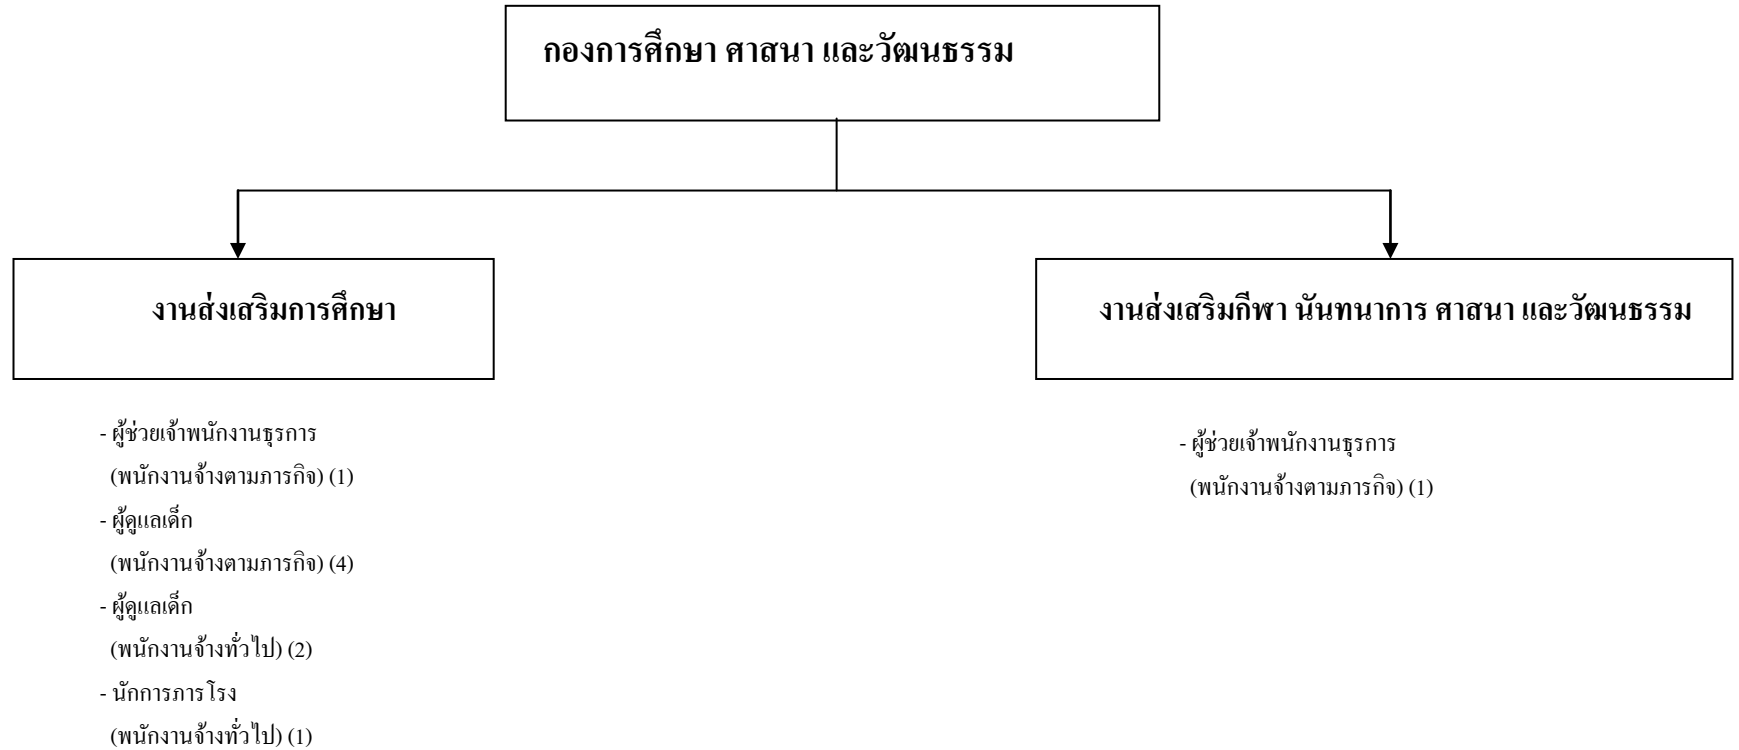 กองการศึกษา ศาสนา และวัฒนธรรม
งานส่งเสริมการศึกษา
- ผู้ช่วยเจ้าพนักงานธุรการ
(พนักงานจ้างตามภารกิจ) (1)
- ผู้ดูแลเด็ก
(พนักงานจ้างตามภารกิจ) (4)
- ผู้ดูแลเด็ก
(พนักงานจ้างทั่วไป) (2)
- นักการภารโรง
(พนักงานจ้างทั่วไป) (1)
งานส่งเสริมกีฬา นันทนาการ ศาสนา และวัฒนธรรม
- ผู้ช่วยเจ้าพนักงานธุรการ
(พนักงานจ้างตามภารกิจ) (1)